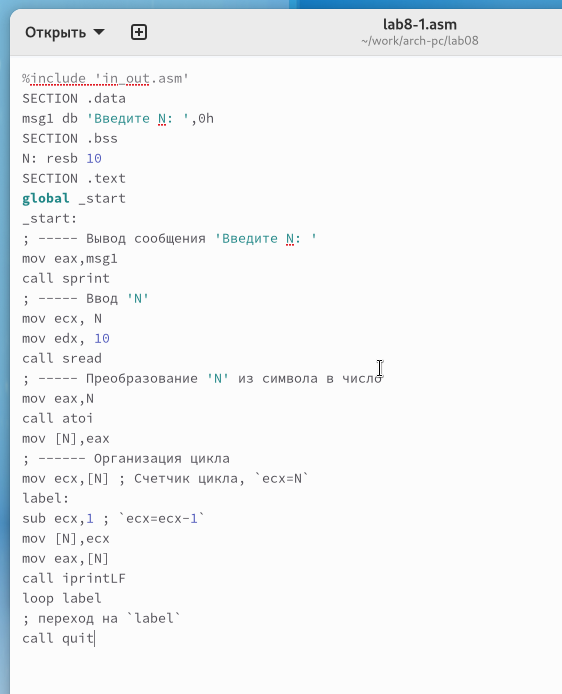 Открыть
lab8-1.asm
~/work/arch-pc/lab08
%include 'in_out.asm'
SECTION .data
msg1 db 'Введите N: ',0h
SECTION .bss
N: resb 10
SECTION .text
global _start
_start:
; ----- Вывод сообщения 'Введите N: '
mov eax,msg1
call sprint
; ----- Ввод 'N'
mov ecx, N
mov edx, 10
call sread
; ----- Преобразование 'N' из символа в число
mov eax,N
call atoi
mov [N],eax
; ------ Организация цикла
mov ecx,[N] ; Счетчик цикла, `ecx=N`
label:
sub ecx,1 ; `ecx=ecx-1`
mov [N],ecx
mov eax,[N]
call iprintLF
loop label
; переход на `label`
call quit